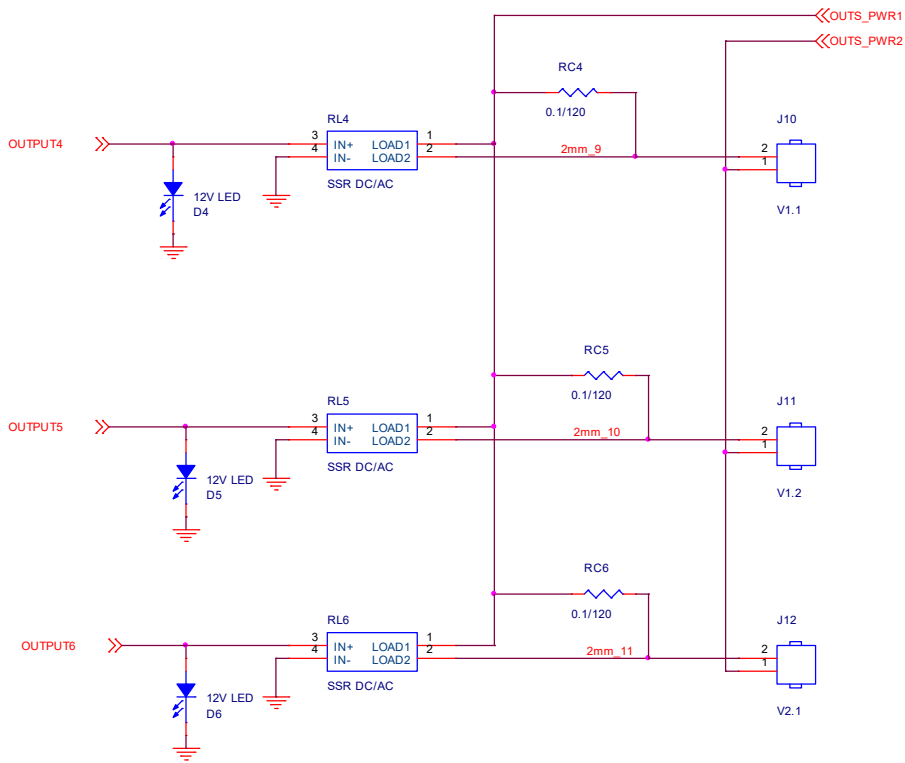 OUTS_PWR1
OUTS_PWR2
RC4
0.1/120
J10
RL4
OUTPUT4
3 IN+ LOAD1 1
4 IN- LOAD2 2
2mm_9
2
1
SSR DC/AC
12V LED
D4
V1.1
RC5
0.1/120
J11
RL5
OUTPUT5
3 IN+ LOAD1 1
4 IN- LOAD2 2
2mm_10
2
1
SSR DC/AC
12V LED
D5
V1.2
RC6
0.1/120
J12
RL6
OUTPUT6
3 IN+ LOAD1 1
4 IN- LOAD2 2
2mm_11
2
1
SSR DC/AC
12V LED
D6
V2.1